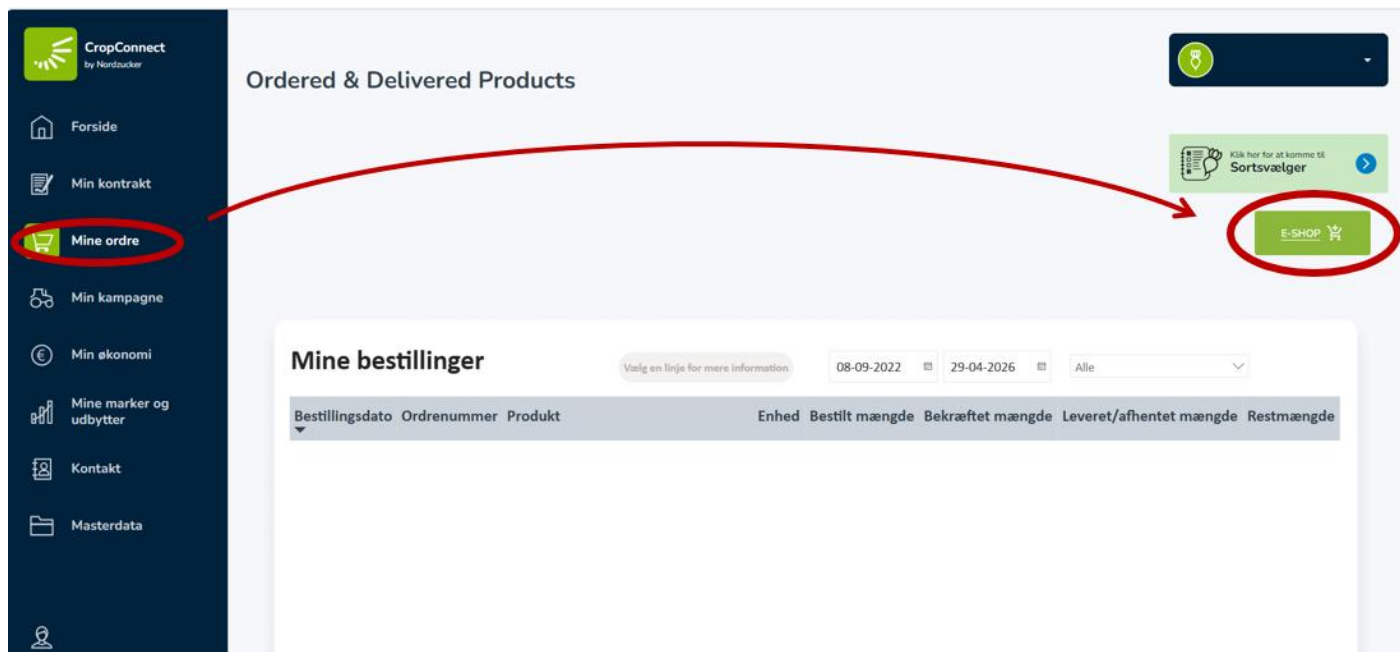 CropConnect
by Nordzucker
Forside
Min kontrakt
Mine ordre
Min kampagne
Min økonomi
Mine marker og
udbytter
Kontakt
Masterdata
Ordered & Delivered Products
Klik her for at komme til
Sortsvælger
E-SHOP
Mine bestillinger
Vælg en linje for mere information
08-09-2022
29-04-2026
Alle
Bestillingsdato Ordrenummer Produkt Enhed Bestilt mængde Bekræftet mængde Leveret/afhentet mængde Restmængde